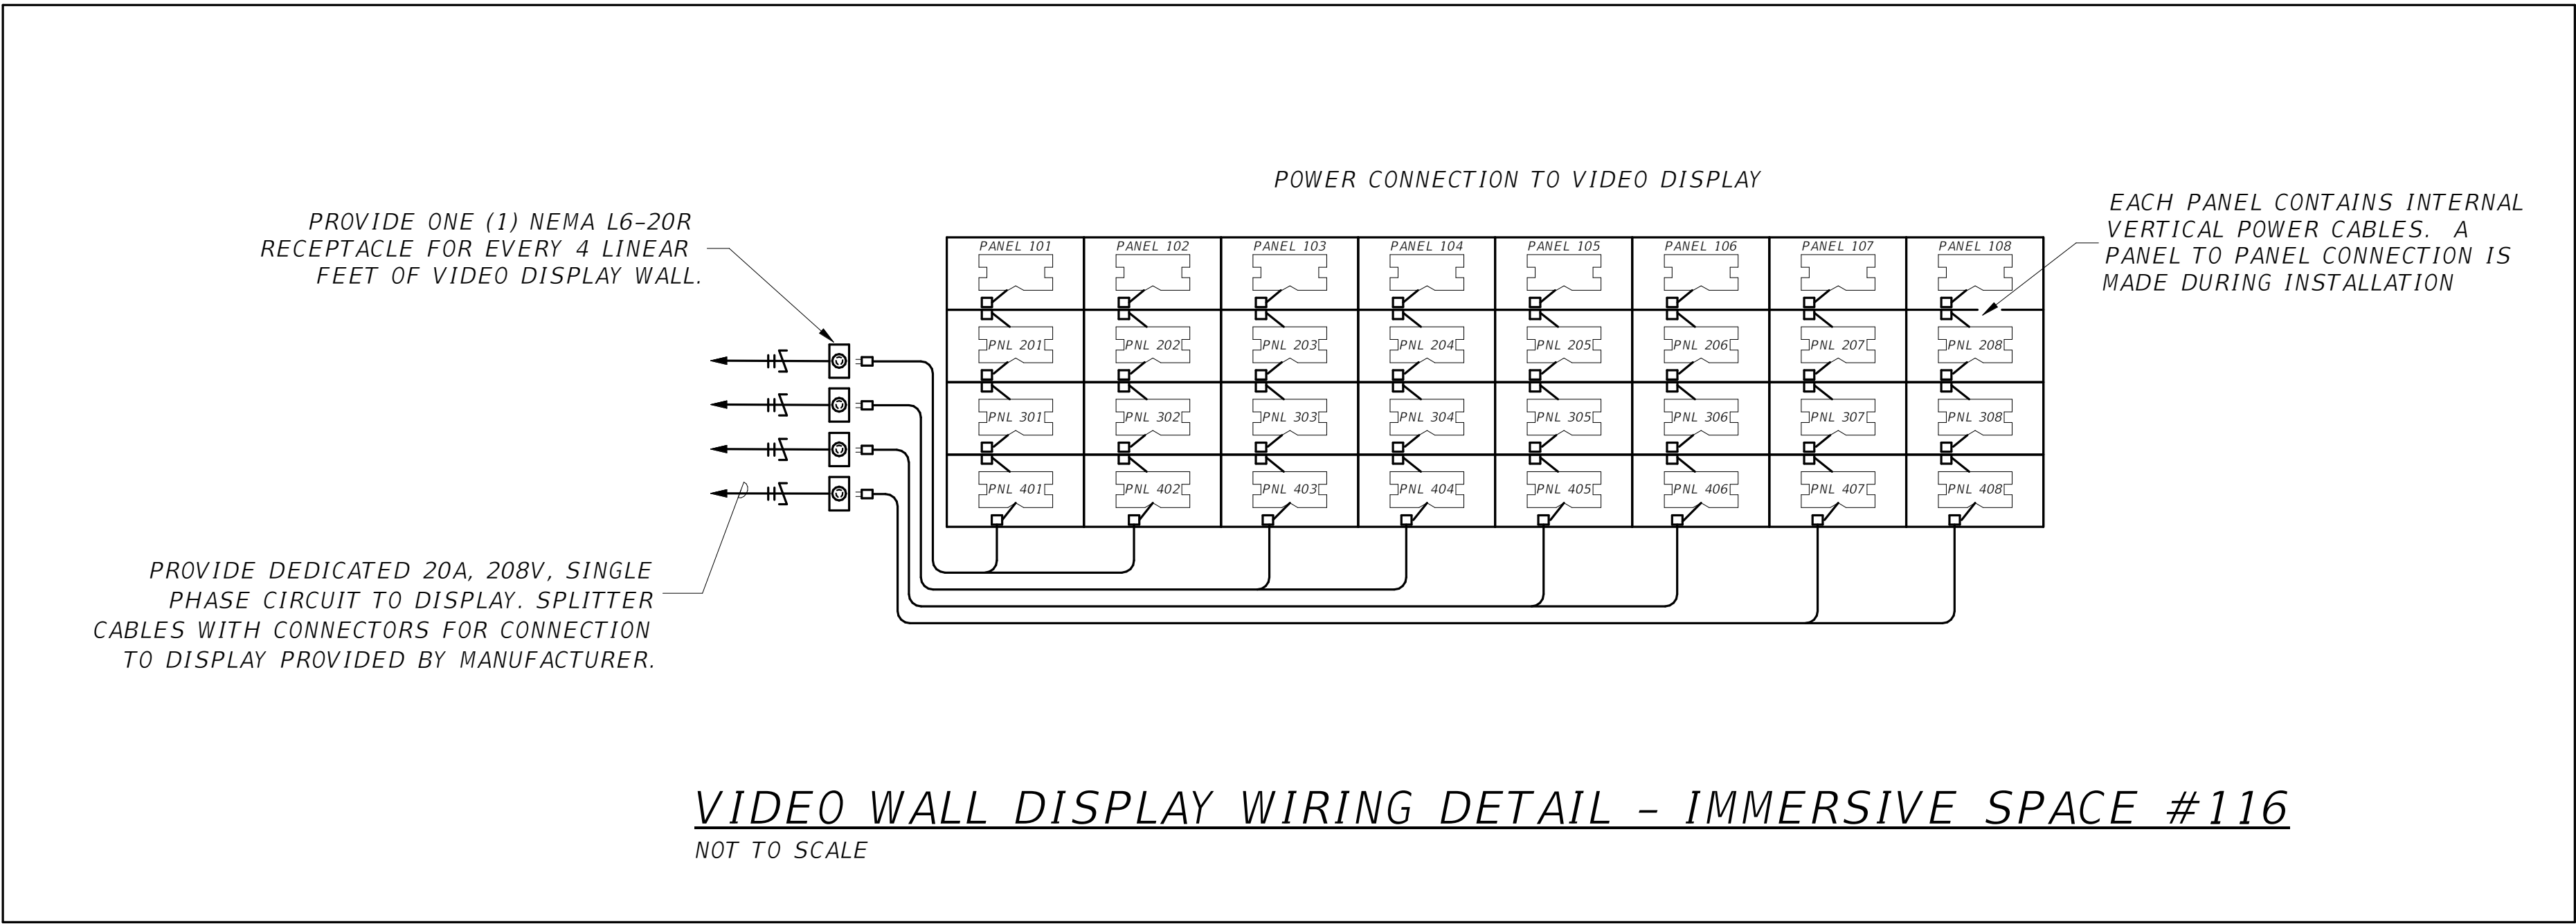 POWER CONNECTION TO VIDEO DISPLAY
PROVIDE ONE (1) NEMA L6-20R
RECEPTACLE FOR EVERY 4 LINEAR
FEET OF VIDEO DISPLAY WALL.
EACH PANEL CONTAINS INTERNAL
VERTICAL POWER CABLES. A
PANEL TO PANEL CONNECTION IS
MADE DURING INSTALLATION
PANEL 101 PANEL 102 PANEL 103 PANEL 104 PANEL 105 PANEL 106 PANEL 107 PANEL 108
PNL 201 PNL 202 PNL 203 PNL 204 PNL 205 PNL 206 PNL 207 PNL 208
PNL 301 PNL 302 PNL 303 PNL 304 PNL 305 PNL 306 PNL 307 PNL 308
PNL 401 PNL 402 PNL 403 PNL 404 PNL 405 PNL 406 PNL 407 PNL 408
PROVIDE DEDICATED 20A, 208V, SINGLE
PHASE CIRCUIT TO DISPLAY. SPLITTER
CABLES WITH CONNECTORS FOR CONNECTION
TO DISPLAY PROVIDED BY MANUFACTURER.
VIDEO WALL DISPLAY WIRING DETAIL - IMMERSIVE SPACE #116
NOT TO SCALE